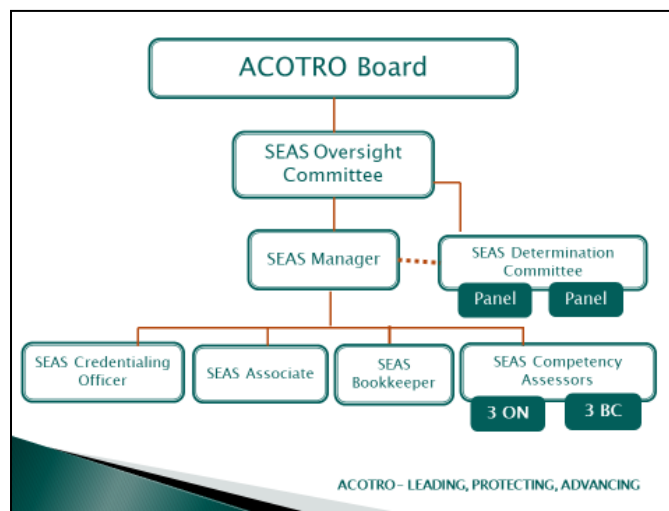 ACOTRO Board
SEAS Oversight
Committee
SEAS Manager
SEAS Determination
Committee
Panel
Panel
SEAS Credentialing
Officer
SEAS Associate
SEAS
Bookkeeper
SEAS Competency
Assessors
3 ON
3 BC
ACOTRO- LEADING, PROTECTING, ADVANCING